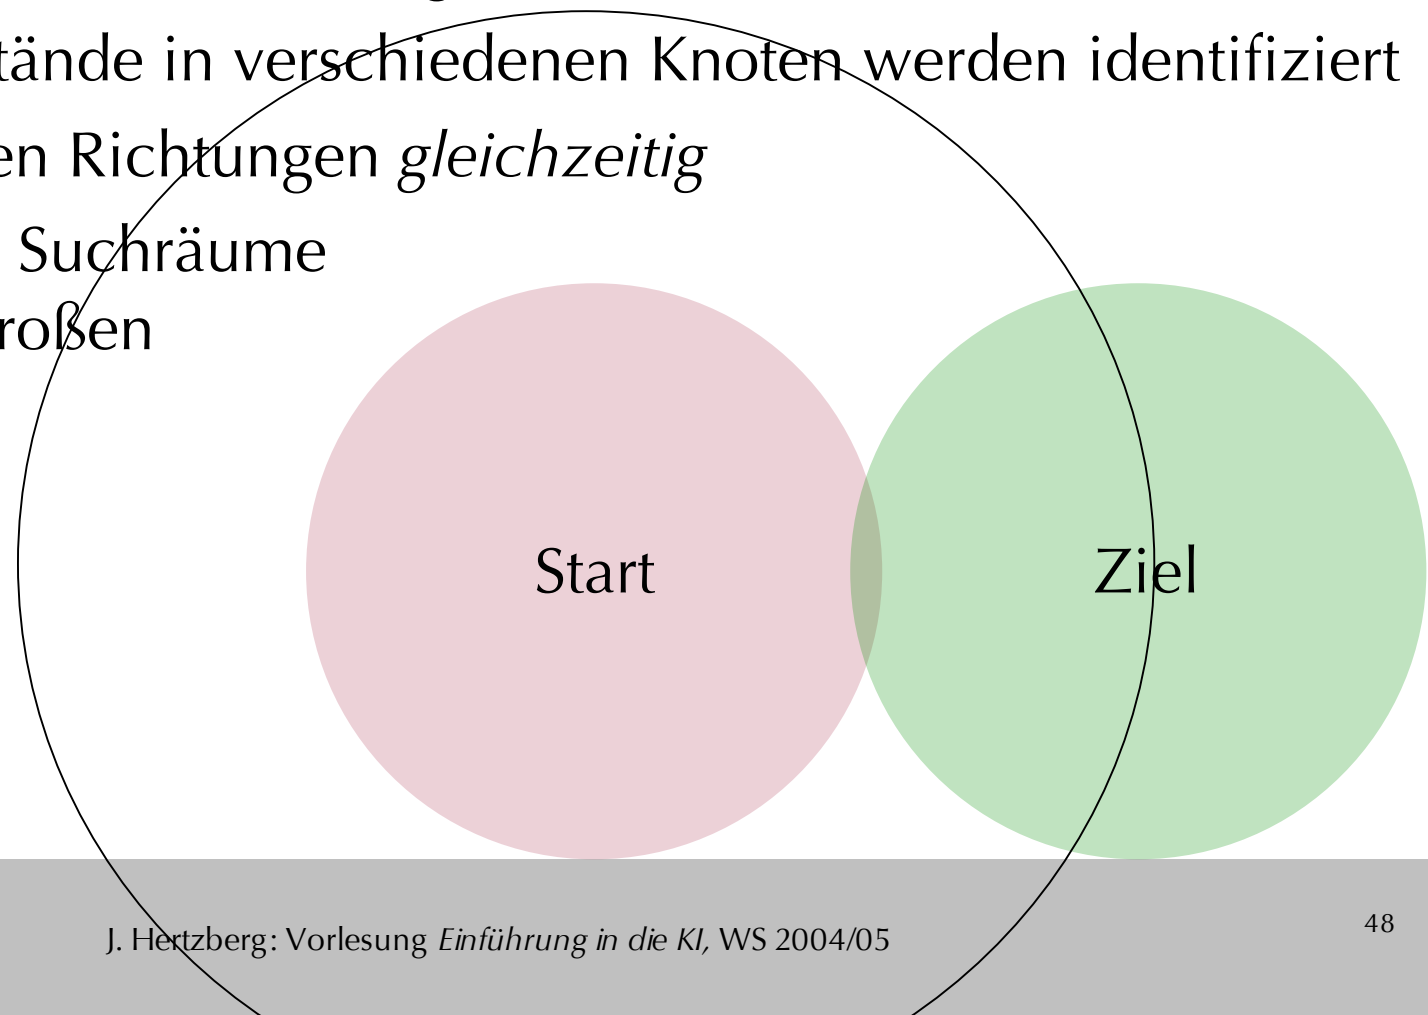 tände in verschiedenen Knoten werden identifiziert
en Richtungen gleichzeitig
Suchräume
roßen
Start
Ziel
J. Hertzberg: Vorlesung Einführung in die KI, WS 2004/05
48